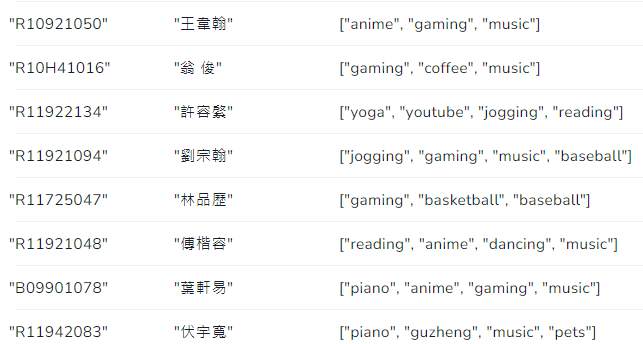 "R10921050" "王韋翰" ["anime", "gaming", "music"]
"R10H41016" "翁 俊" ["gaming", "coffee", "music"]
"R11922134" "許容繁" ["yoga", "youtube", "jogging", "reading"]
"R11921094" "劉宗翰" ["jogging", "gaming", "music", "baseball"]
"R11725047" "林品歷" ["gaming", "basketball", "baseball"]
"R11921048" "傅楷容" ["reading", "anime", "dancing", "music"]
"B09901078" "葉軒易" ["piano", "anime", "gaming", "music"]
"R11942083" "伏宇寬" ["piano", "guzheng", "music", "pets"]